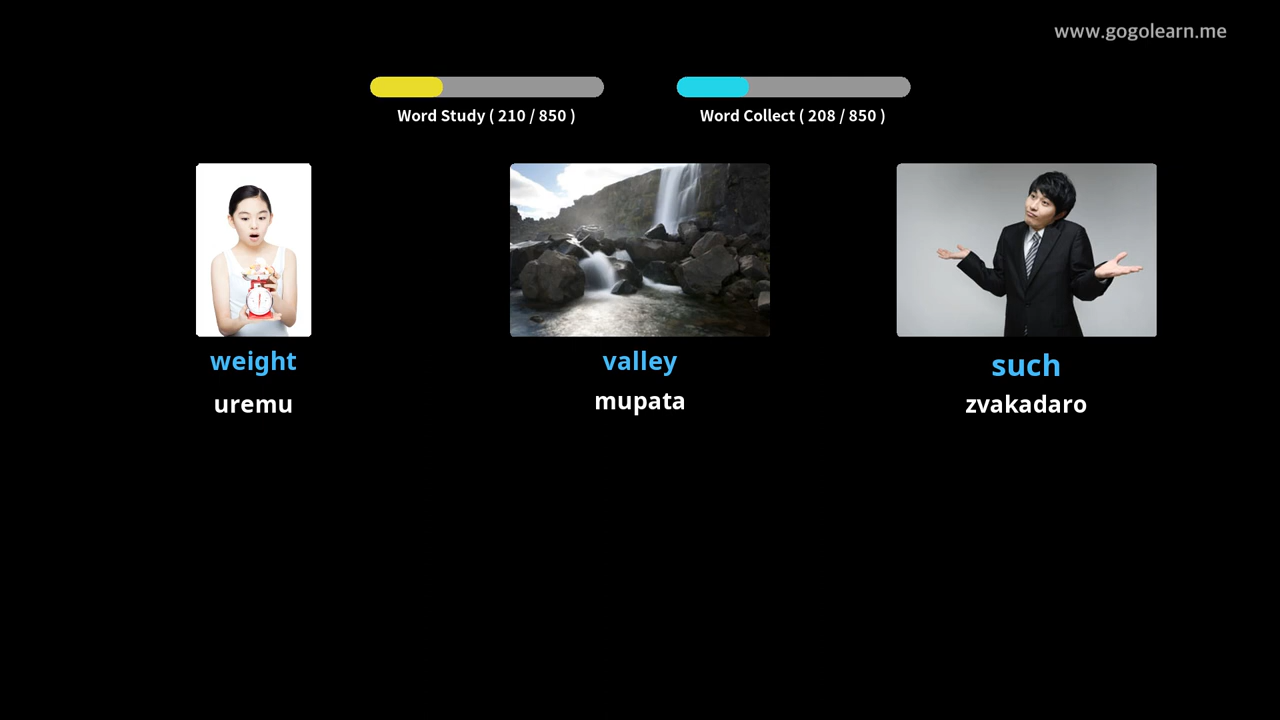 www.gogolearn.me
Word Study ( 210 / 850 )
Word Collect ( 208 / 850 )
weight
uremu
valley
mupata
such
zvakadaro